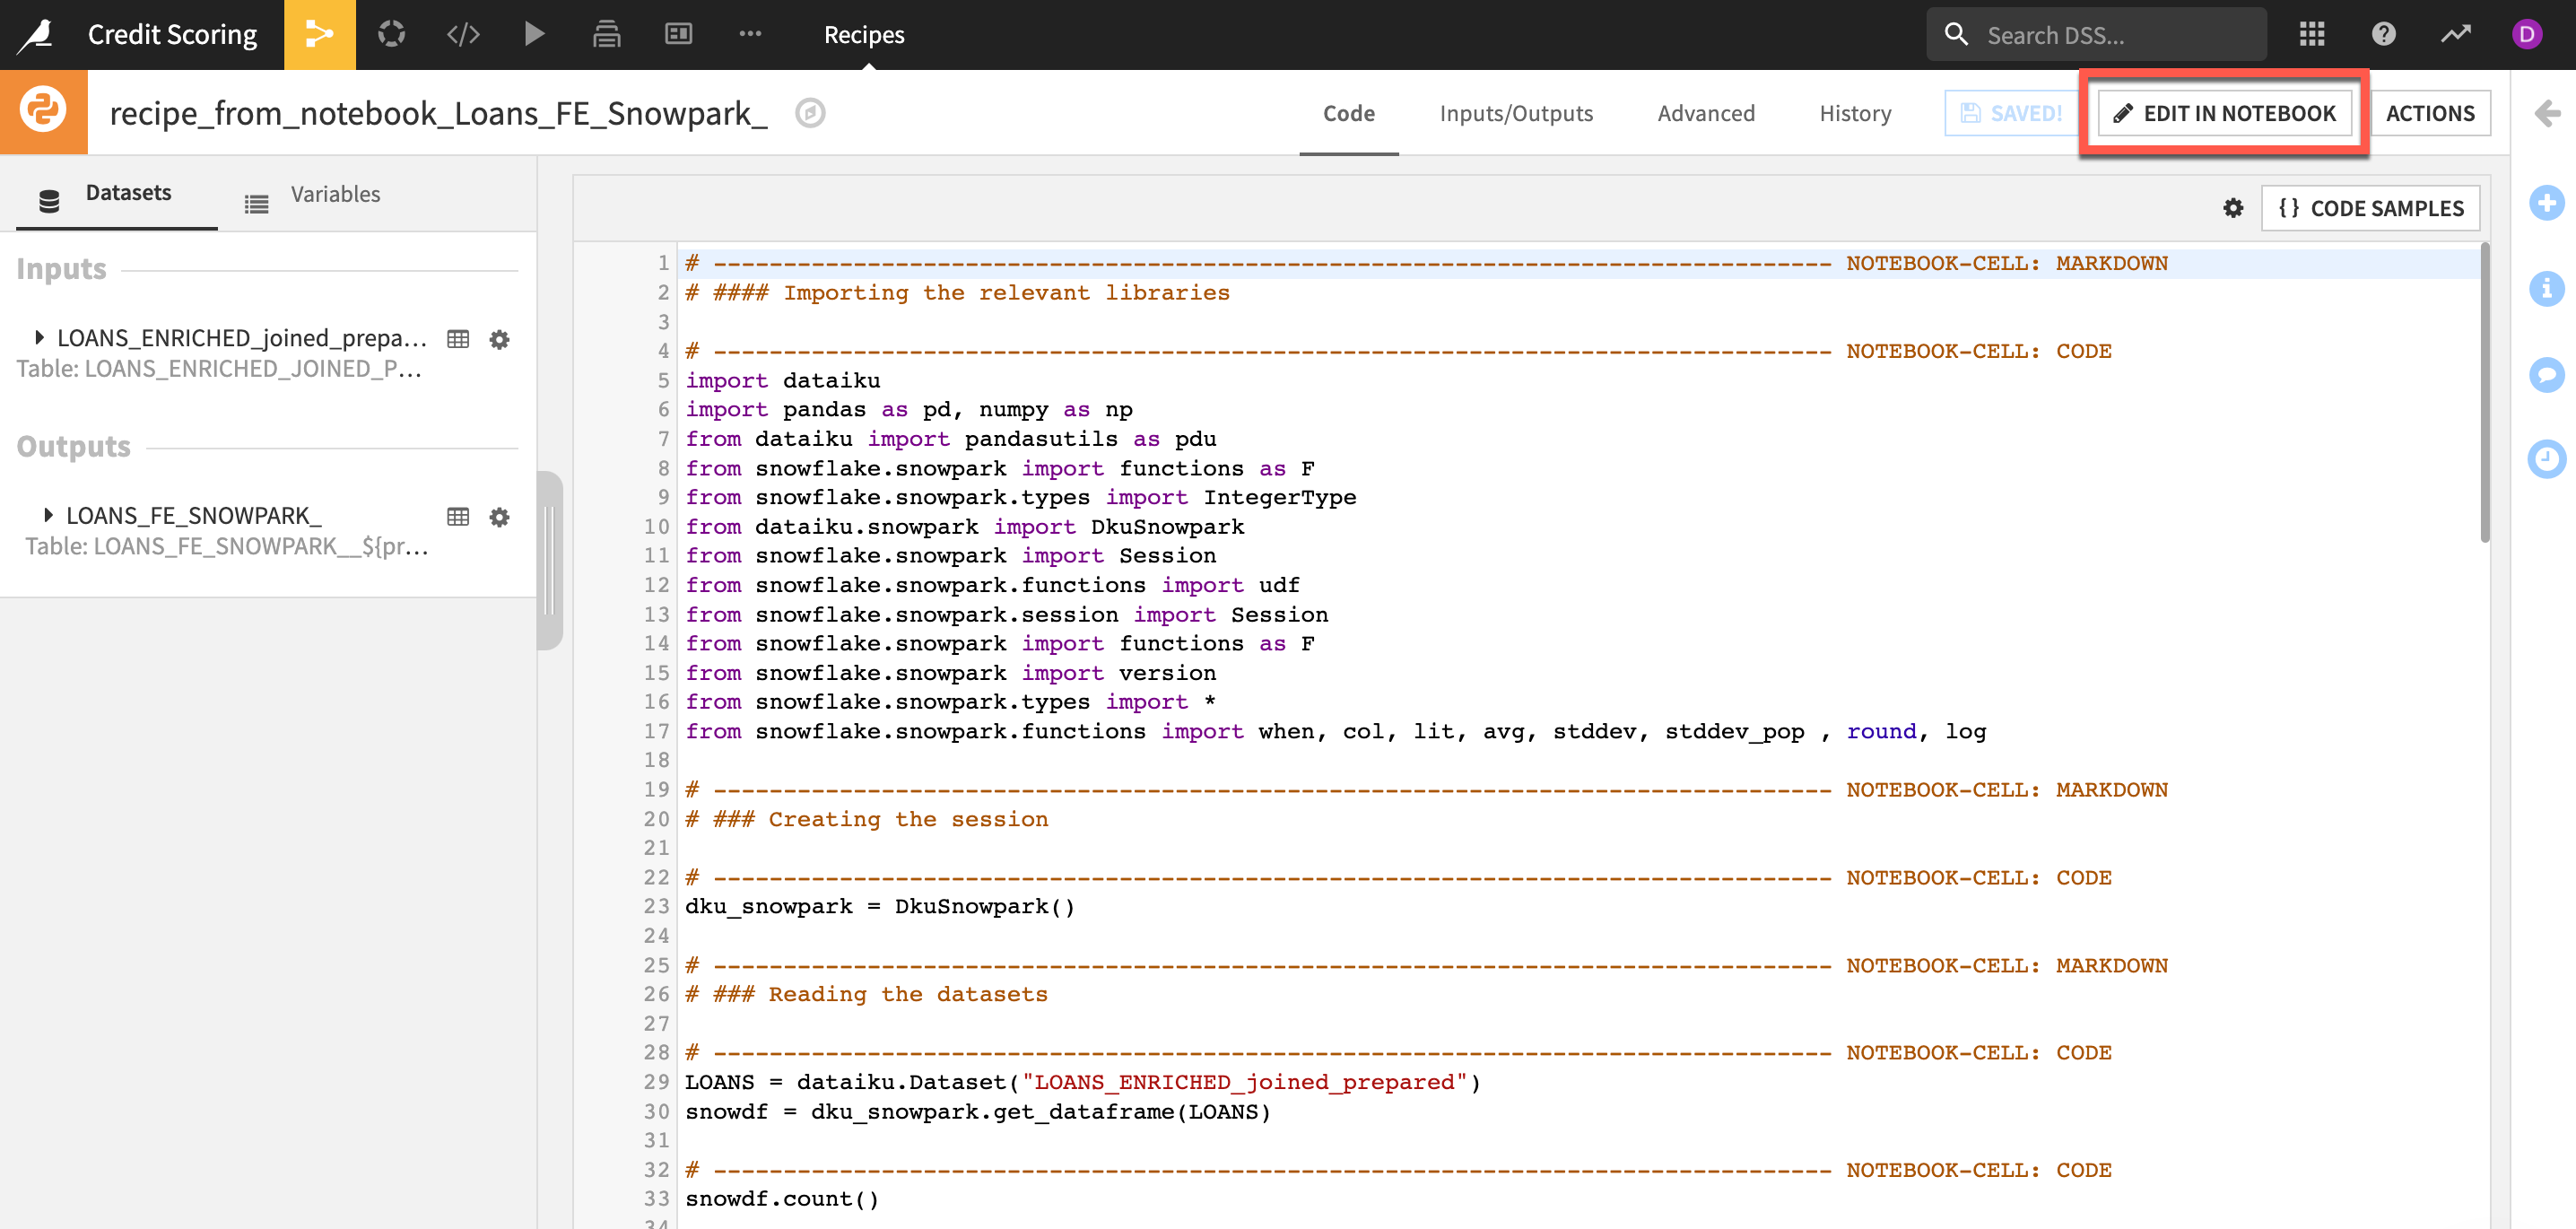 Credit Scoring
Recipes
Search DSS...
D
recipe_from_notebook_Loans_FE_Snowpark_
Code
Inputs/Outputs
Advanced
History
SAVED!
EDIT IN NOTEBOOK
ACTIONS
Datasets
Variables
{ } CODE SAMPLES
Inputs
LOANS_ENRICHED_joined_prepa...
Table: LOANS_ENRICHED_JOINED_P...
Outputs
LOANS_FE_SNOWPARK_
Table: LOANS_FE_SNOWPARK__${pr...
1 # -------------------------------------------------------------------------------- NOTEBOOK-CELL: MARKDOWN
2 # #### Importing the relevant libraries
3
4 # -------------------------------------------------------------------------------- NOTEBOOK-CELL: CODE
5 import dataiku
6 import pandas as pd, numpy as np
7 from dataiku import pandasutils as pdu
8 from snowflake.snowpark import functions as F
9 from snowflake.snowpark.types import IntegerType
10 from dataiku.snowpark import DkuSnowpark
11 from snowflake.snowpark import Session
12 from snowflake.snowpark.functions import udf
13 from snowflake.snowpark.session import Session
14 from snowflake.snowpark import functions as F
15 from snowflake.snowpark import version
16 from snowflake.snowpark.types import *
17 from snowflake.snowpark.functions import when, col, lit, avg, stddev, stddev_pop , round, log
18
19 # -------------------------------------------------------------------------------- NOTEBOOK-CELL: MARKDOWN
20 # ### Creating the session
21
22 # -------------------------------------------------------------------------------- NOTEBOOK-CELL: CODE
23 dku_snowpark = DkuSnowpark()
24
25 # -------------------------------------------------------------------------------- NOTEBOOK-CELL: MARKDOWN
26 # ### Reading the datasets
27
28 # -------------------------------------------------------------------------------- NOTEBOOK-CELL: CODE
29 LOANS = dataiku.Dataset("LOANS_ENRICHED_joined_prepared")
30 snowdf = dku_snowpark.get_dataframe(LOANS)
31
32 # -------------------------------------------------------------------------------- NOTEBOOK-CELL: CODE
33 snowdf.count()
34